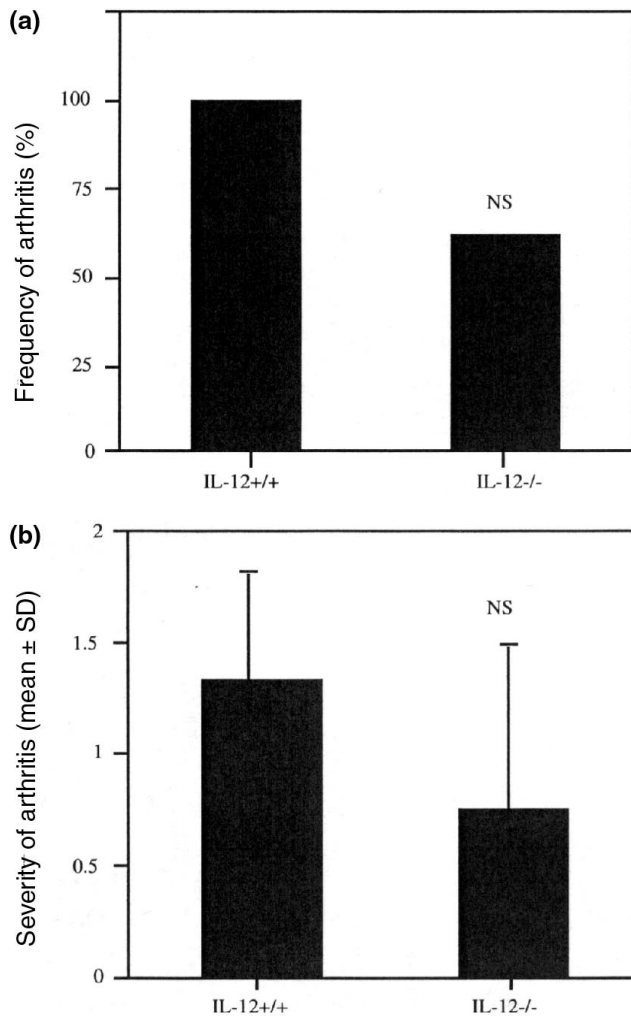 (a)
Frequency of arthritis (%)
100
75
50
25
0
NS
IL-12+/+
IL-12-/-
(b)
Severity of arthritis (mean ± SD)
2
1.5
1
0.5
0
NS
IL-12+/+
IL-12-/-